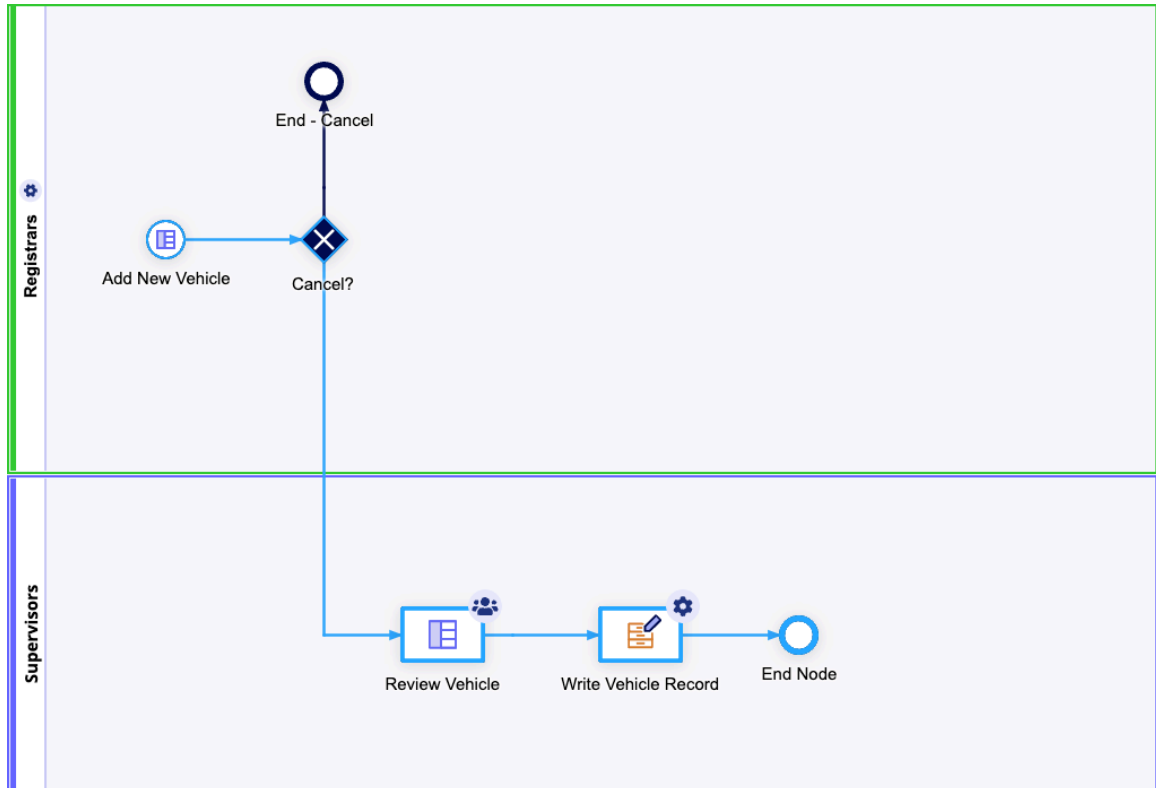 Registrars
End - Cancel
Add New Vehicle
Cancel?
Supervisors
Review Vehicle
Write Vehicle Record
End Node